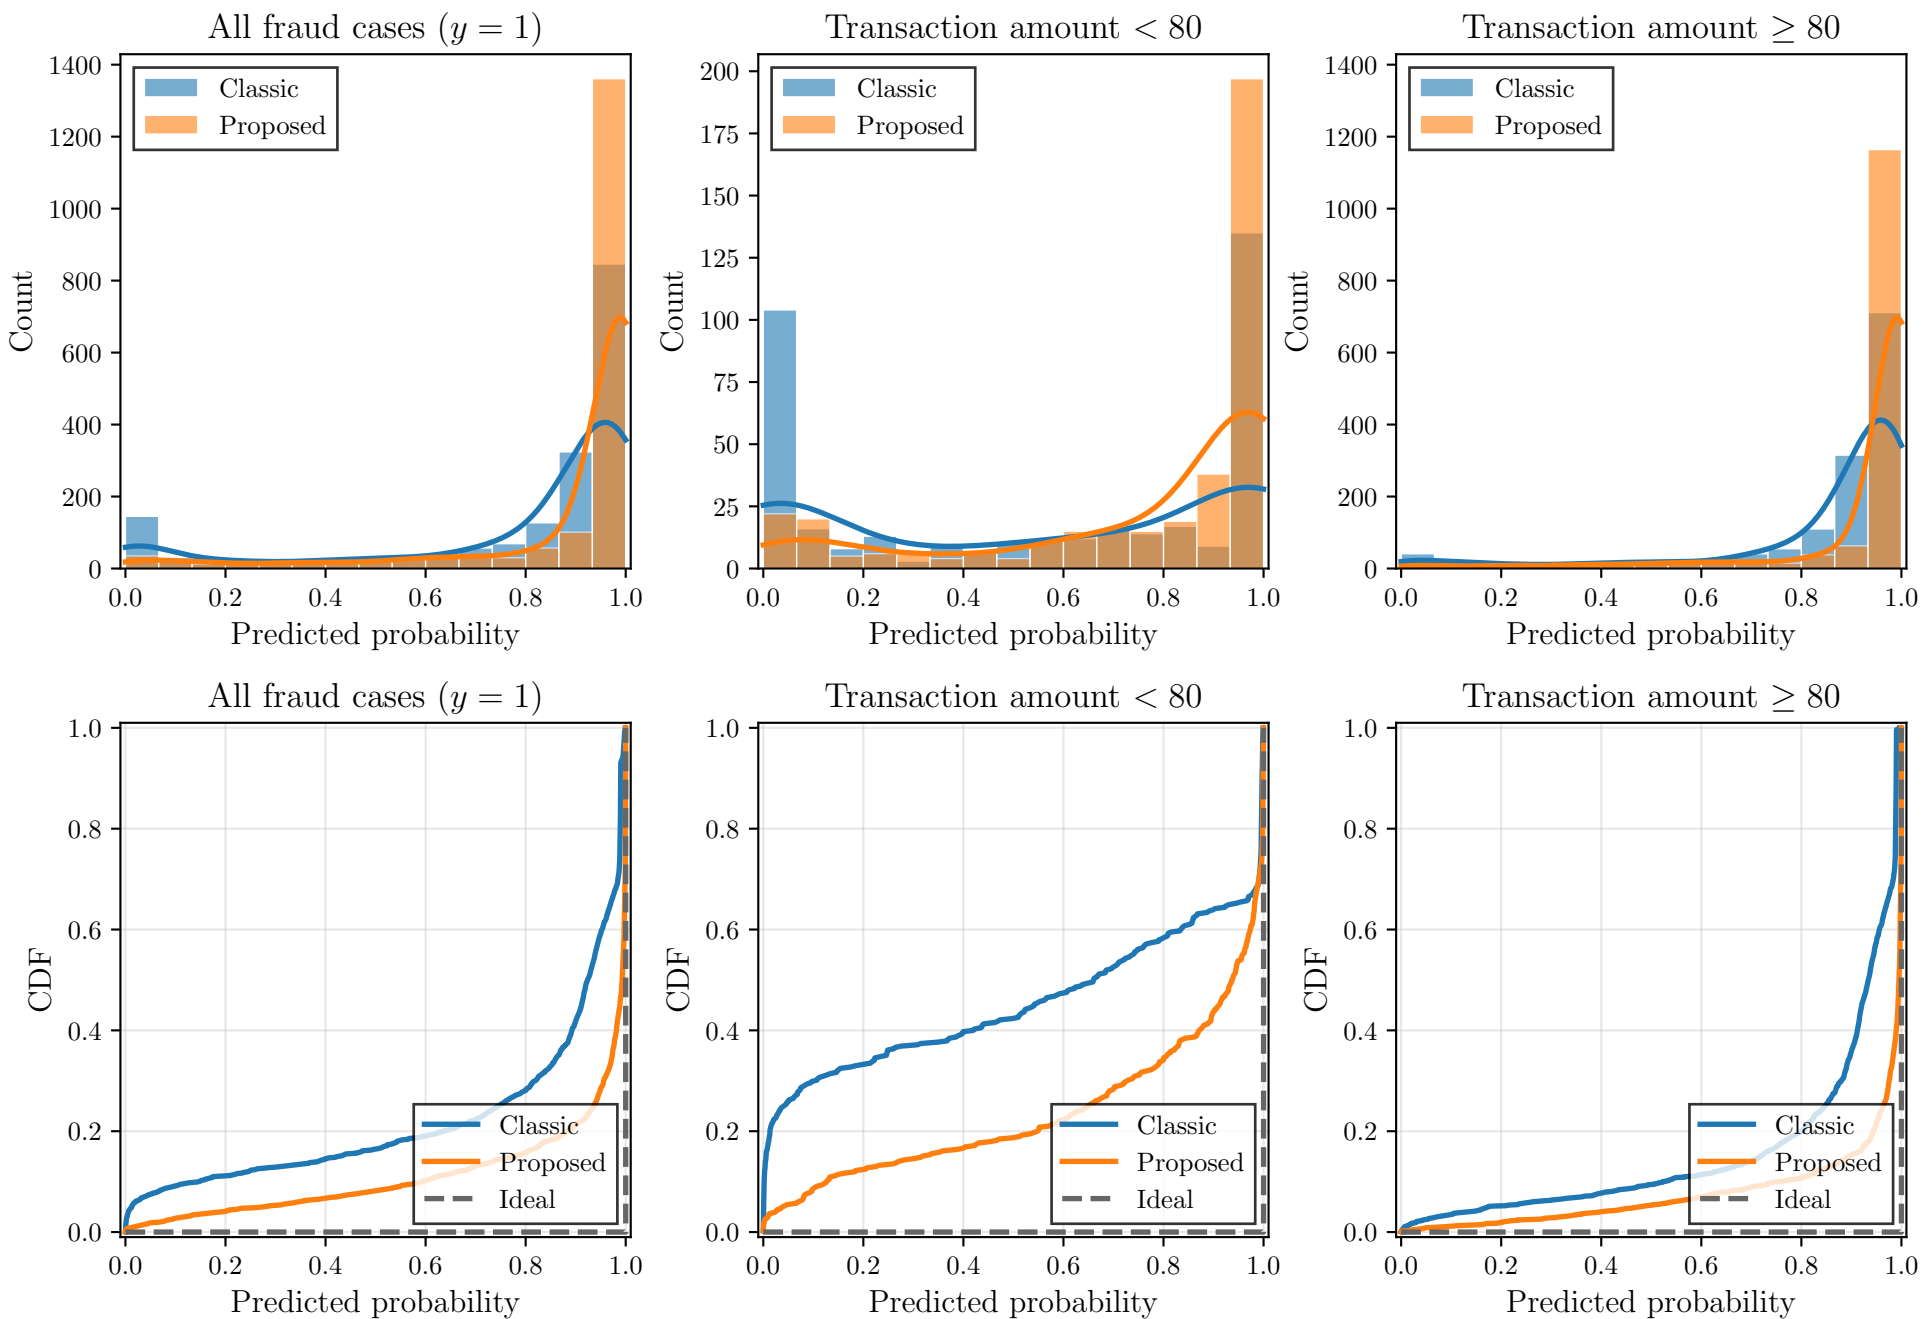 All fraud cases (y = 1)
Count
1400
1200
1000
800
600
400
200
0
Classic
Proposed
0.0 0.2 0.4 0.6 0.8 1.0
Predicted probability
Transaction amount < 80
Count
200
175
150
125
100
75
50
25
0
Classic
Proposed
0.0 0.2 0.4 0.6 0.8 1.0
Predicted probability
Transaction amount ≥ 80
Count
1400
1200
1000
800
600
400
200
0
Classic
Proposed
0.0 0.2 0.4 0.6 0.8 1.0
Predicted probability
All fraud cases (y = 1)
CDF
1.0
0.8
0.6
0.4
0.2
0.0
Classic
Proposed
Ideal
0.0 0.2 0.4 0.6 0.8 1.0
Predicted probability
Transaction amount < 80
CDF
1.0
0.8
0.6
0.4
0.2
0.0
Classic
Proposed
Ideal
0.0 0.2 0.4 0.6 0.8 1.0
Predicted probability
Transaction amount ≥ 80
CDF
1.0
0.8
0.6
0.4
0.2
0.0
Classic
Proposed
Ideal
0.0 0.2 0.4 0.6 0.8 1.0
Predicted probability